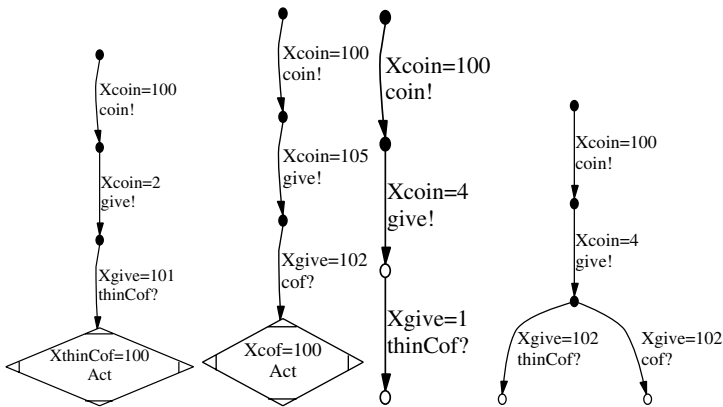 Xcoin=100
coin!
Xcoin=2
give!
Xgive=101
thinCof?
XthinCof=100
Act
Xcoin=100
coin!
Xcoin=105
give!
Xgive=102
cof?
Xcof=100
Act
Xcoin=100
coin!
Xcoin=4
give!
Xgive=1
thinCof?
Xcoin=100
coin!
Xcoin=4
give!
Xgive=102
thinCof?
Xgive=102
cof?